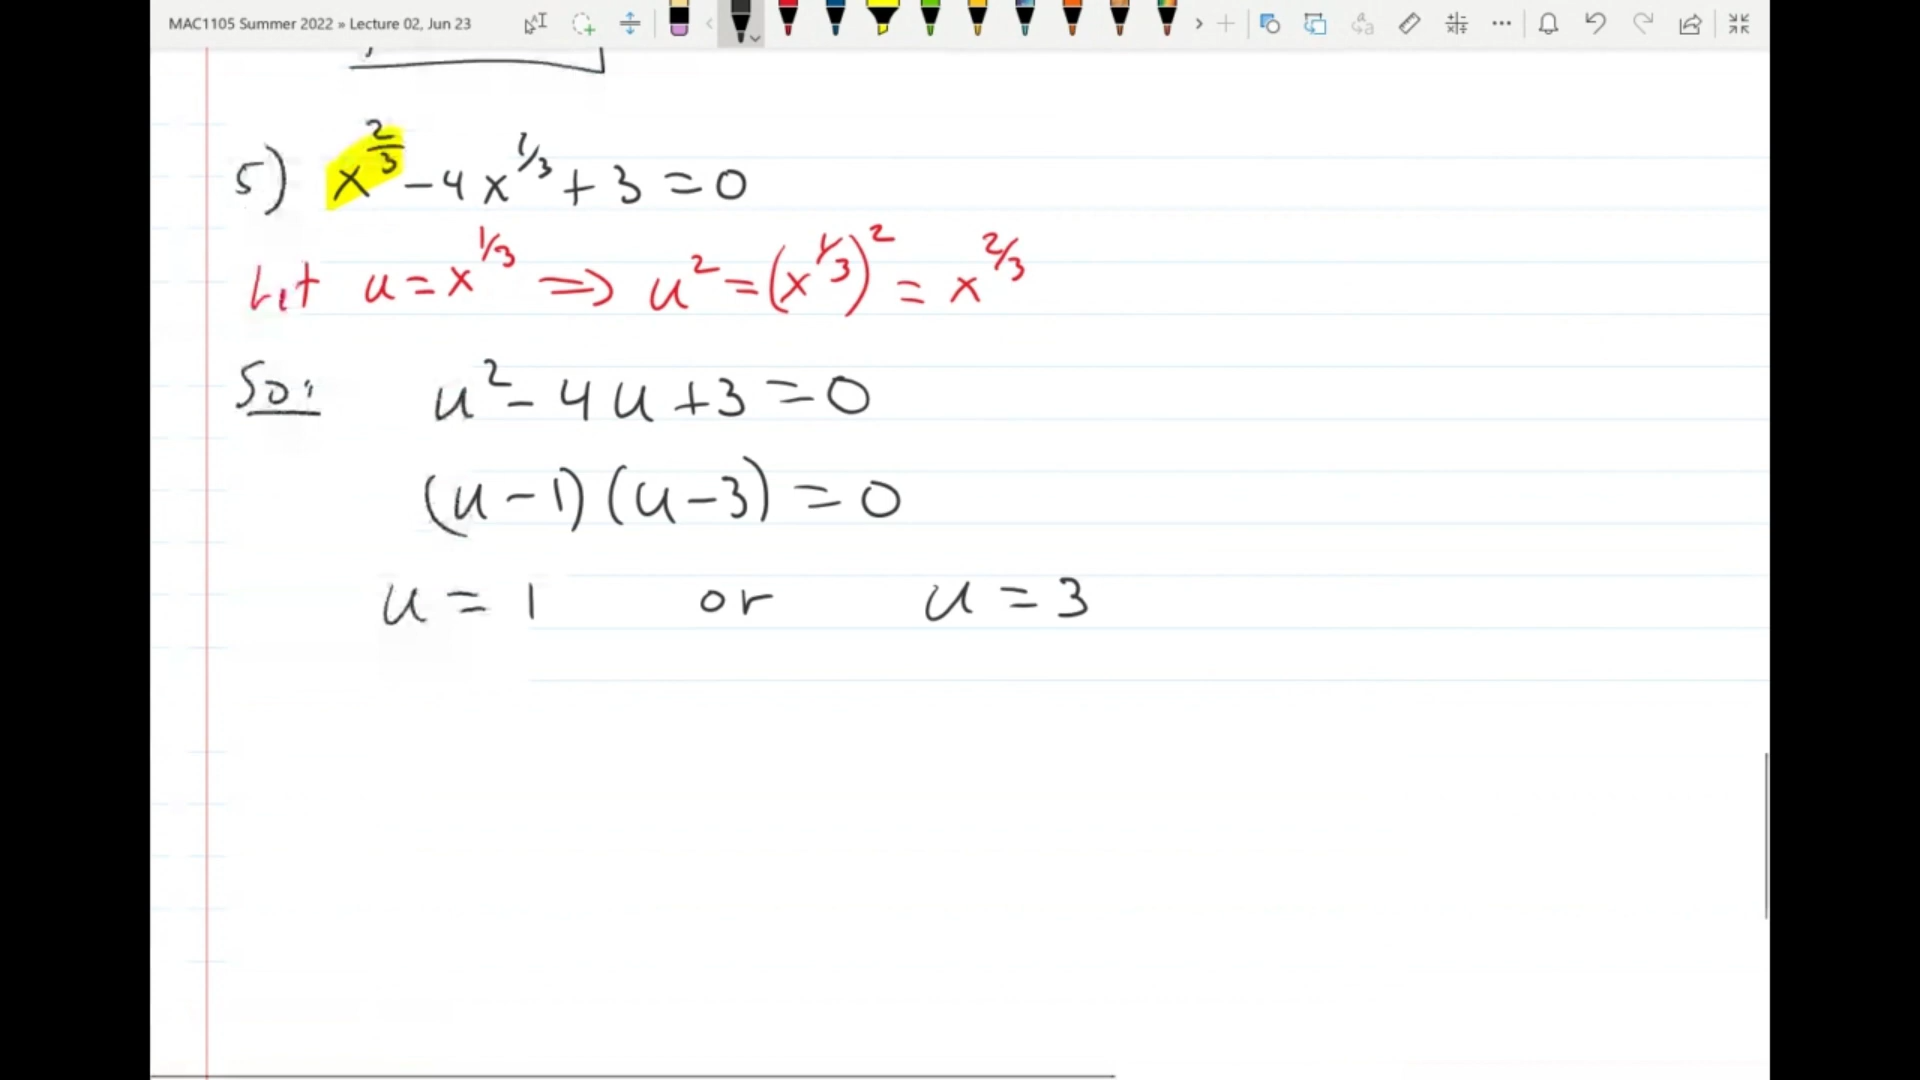 MAC1105 Summer 2022 » Lecture 02, Jun 23
5) x^{2/3} - 4x^{1/3} + 3 = 0
Let u = x^{1/3} ⇒ u² = (x^{1/3})² = x^{2/3}
So: u² - 4u + 3 = 0
(u - 1)(u - 3) = 0
u = 1 or u = 3